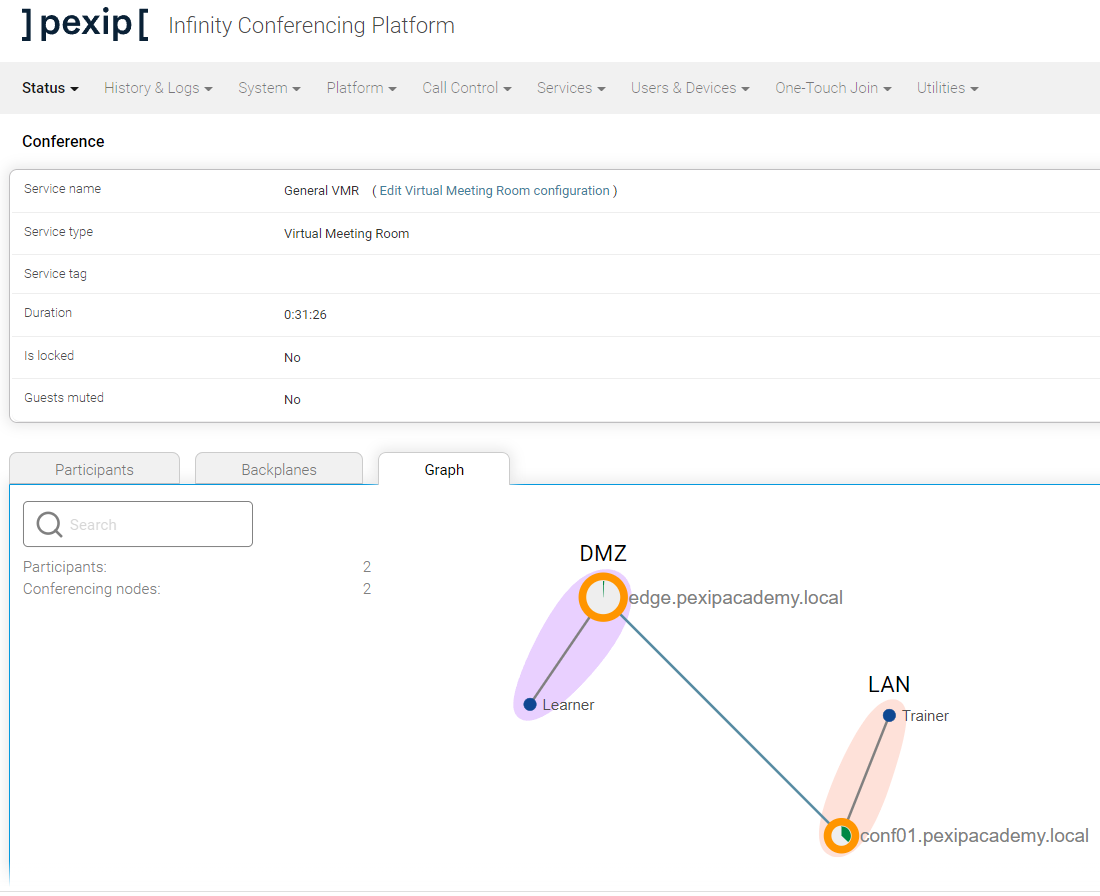 ]pexip[ Infinity Conferencing Platform
Status History & Logs System Platform Call Control Services Users & Devices One-Touch Join Utilities
Conference
Service name General VMR ( Edit Virtual Meeting Room configuration )
Service type Virtual Meeting Room
Service tag
Duration 0:31:26
Is locked No
Guests muted No
Participants Backplanes Graph
Search
Participants: 2
Conferencing nodes: 2
DMZ
edge.pexipacademy.local
Learner
LAN
Trainer
conf01.pexipacademy.local